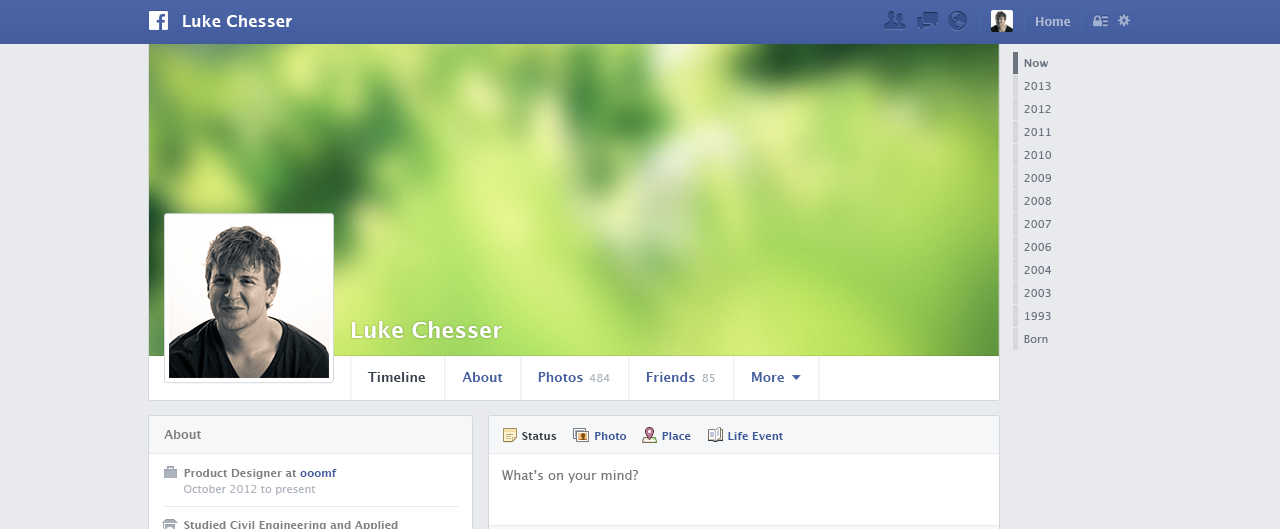 Luke Chesser
Home
Now
2013
2012
2011
2010
2009
2008
2007
2006
2004
2003
1993
Born
Luke Chesser
Timeline
About
Photos 484
Friends 85
More
About
Product Designer at ooomf
October 2012 to present
Studied Civil Engineering and Applied
Status
Photo
Place
Life Event
What's on your mind?